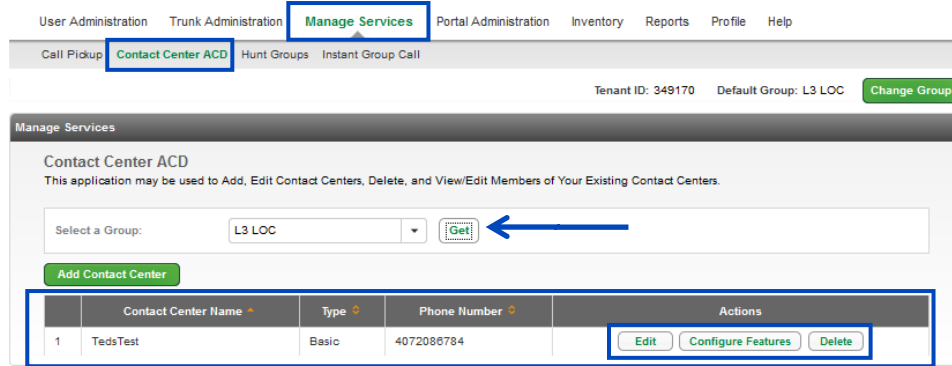 User Administration Trunk Administration Manage Services Portal Administration Inventory Reports Profile Help
Call Pickup Contact Center ACD Hunt Groups Instant Group Call
Tenant ID: 349170 Default Group: L3 LOC Change Group
Manage Services
Contact Center ACD
This application may be used to Add, Edit Contact Centers, Delete, and View/Edit Members of Your Existing Contact Centers.
Select a Group: L3 LOC Get
Add Contact Center
Contact Center Name Type Phone Number Actions
1 TedsTest Basic 4072086784 Edit Configure Features Delete